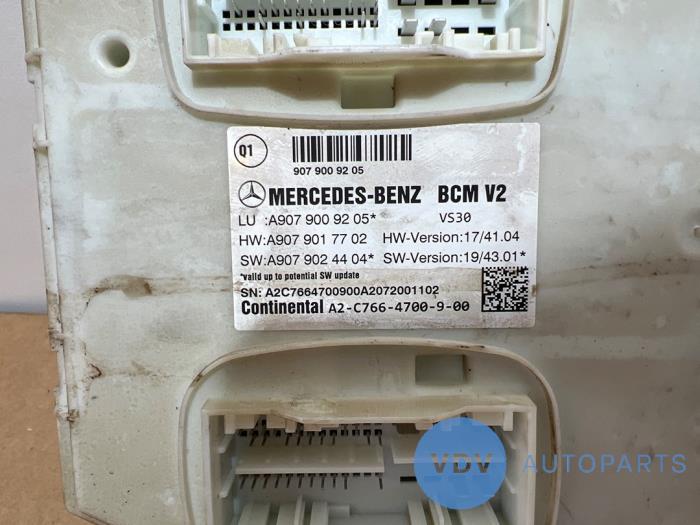 Q1
907 900 92 05
MERCEDES-BENZ BCM V2
LU :A907 900 92 05* VS30
HW:A907 901 77 02 HW-Version:17/41.04
SW:A907 902 44 04* SW-Version:19/43.01*
*valid up to potential SW update
SN: A2C7664700900A2072001102
Continental A2-C766-4700-9-00
VDV AUTOPARTS